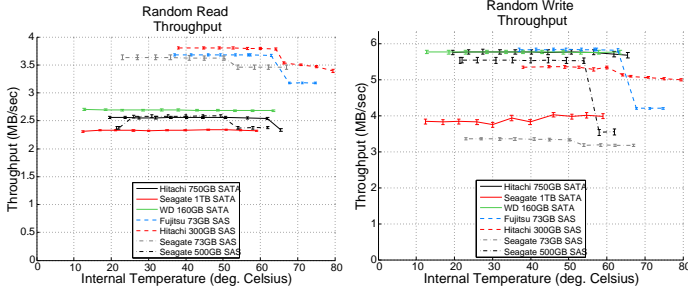 Random Read
Throughput
4
3.5
3
2.5
2
1.5
1
0.5
0
Throughput (MB/sec)
Hitachi 750GB SATA
Seagate 1TB SATA
WD 160GB SATA
Fujitsu 73GB SAS
Hitachi 300GB SAS
Seagate 73GB SAS
Seagate 500GB SAS
0 10 20 30 40 50 60 70 80
Internal Temperature (deg. Celsius)
Random Write
Throughput
6
5
4
3
2
1
0
Throughput (MB/sec)
Hitachi 750GB SATA
Seagate 1TB SATA
WD 160GB SATA
Fujitsu 73GB SAS
Hitachi 300GB SAS
Seagate 73GB SAS
Seagate 500GB SAS
0 10 20 30 40 50 60 70 80
Internal Temperature (deg. Celsius)